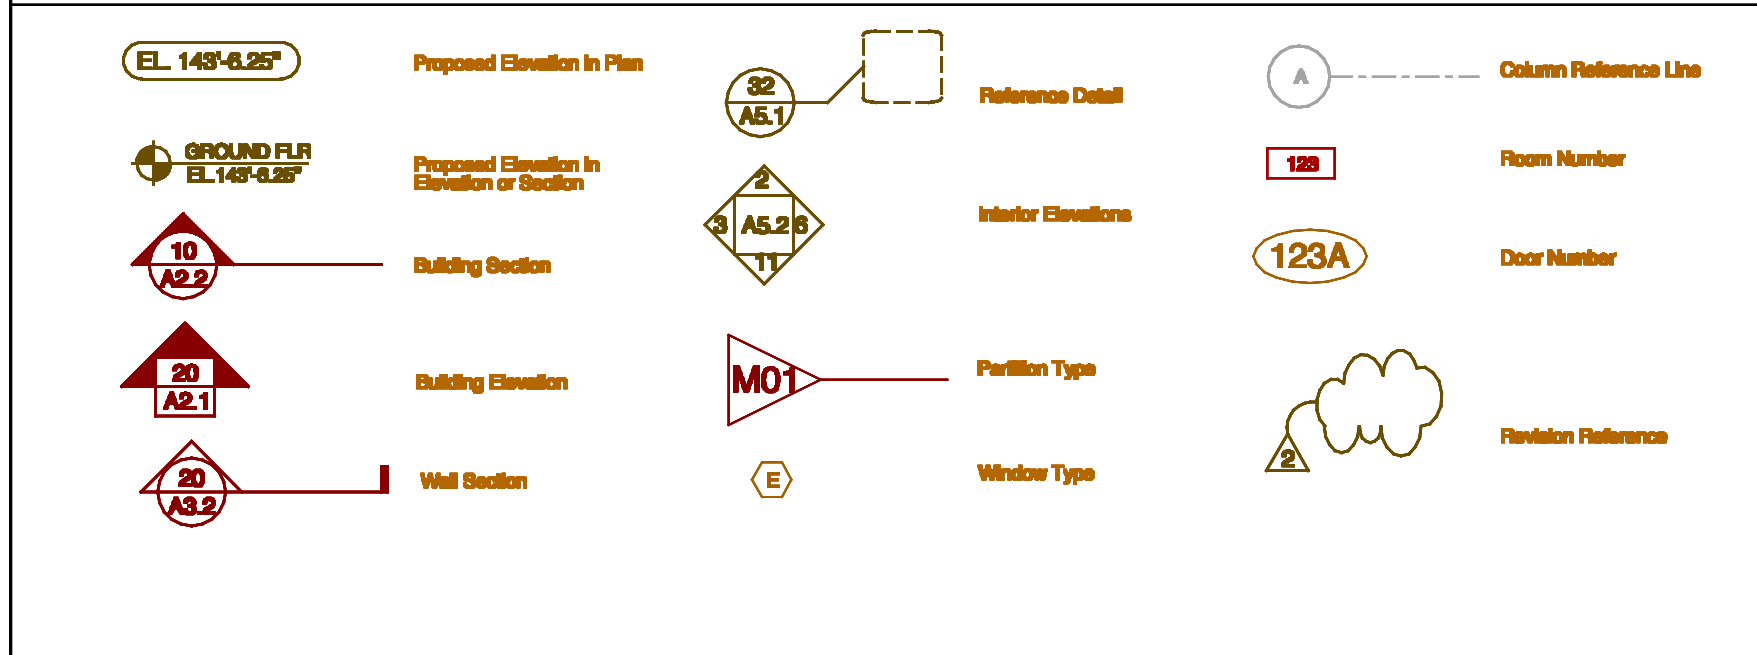 EL. 143'-6.25"
Proposed Elevation in Plan
GROUND FLR
EL.143'-6.25"
Proposed Elevation in
Elevation or Section
10
A2.2
Building Section
20
A2.1
Building Elevation
20
A3.2
Wall Section
32
A5.1
Reference Detail
2
3 A5.2 6
11
Interior Elevations
M01
Partition Type
E
Window Type
A
Column Reference Line
123
Room Number
123A
Door Number
2
Revision Reference